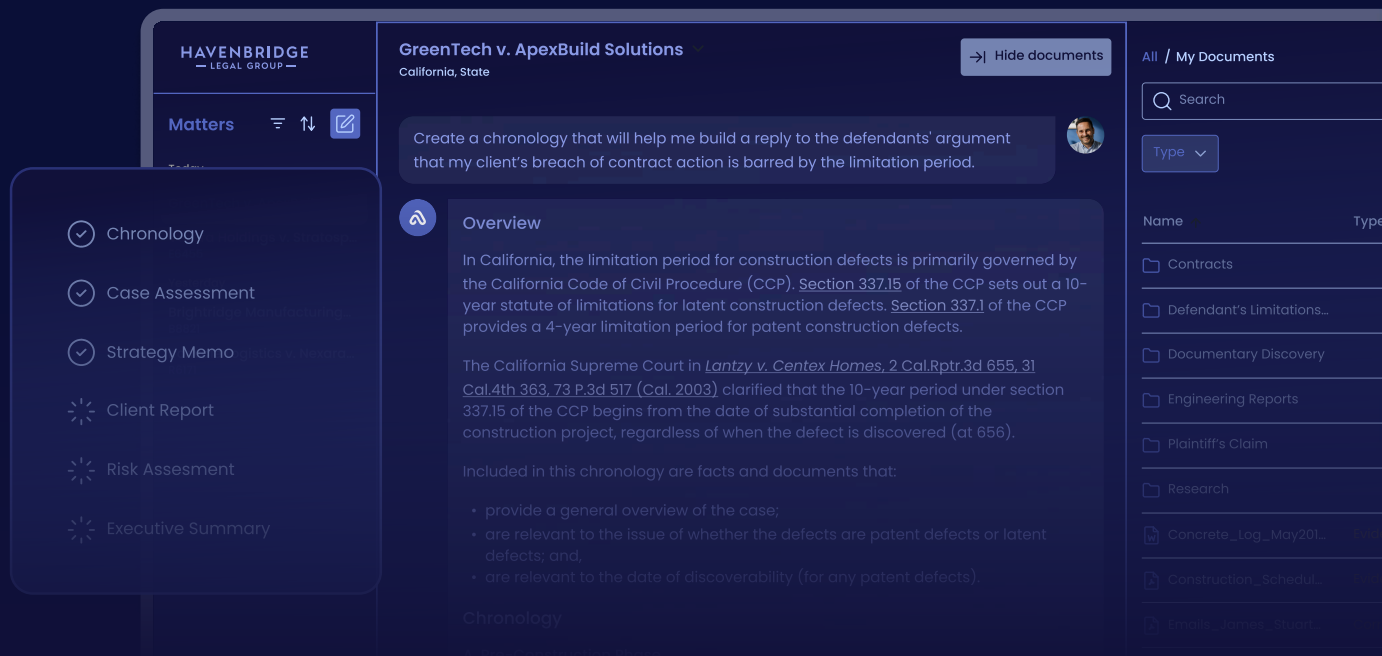 HAVENBRIDGE
LEGAL GROUP
Matters
Today
Chronology
Case Assessment
Strategy Memo
Client Report
Risk Assesment
Executive Summary
GreenTech v. ApexBuild Solutions
California, State
Hide documents
Create a chronology that will help me build a reply to the defendants' argument
that my client's breach of contract action is barred by the limitation period.
Overview
In California, the limitation period for construction defects is primarily governed by
the California Code of Civil Procedure (CCP). Section 337.15 of the CCP sets out a 10-
year statute of limitations for latent construction defects. Section 337.1 of the CCP
provides a 4-year limitation period for patent construction defects.
The California Supreme Court in Lantzy v. Centex Homes, 2 Cal.Rptr.3d 655, 31
Cal.4th 363, 73 P.3d 517 (Cal. 2003) clarified that the 10-year period under section
337.15 of the CCP begins from the date of substantial completion of the
construction project, regardless of when the defect is discovered (at 656).
Included in this chronology are facts and documents that:
• provide a general overview of the case;
• are relevant to the issue of whether the defects are patent defects or latent
defects; and,
• are relevant to the date of discoverability (for any patent defects).
Chronology
All / My Documents
Search
Type
Name Type
Contracts
Defendant's Limitations...
Documentary Discovery
Engineering Reports
Plaintiff's Claim
Research
Concrete_Log_May201...
Construction_Schedul...
Emails_James_Stuart...